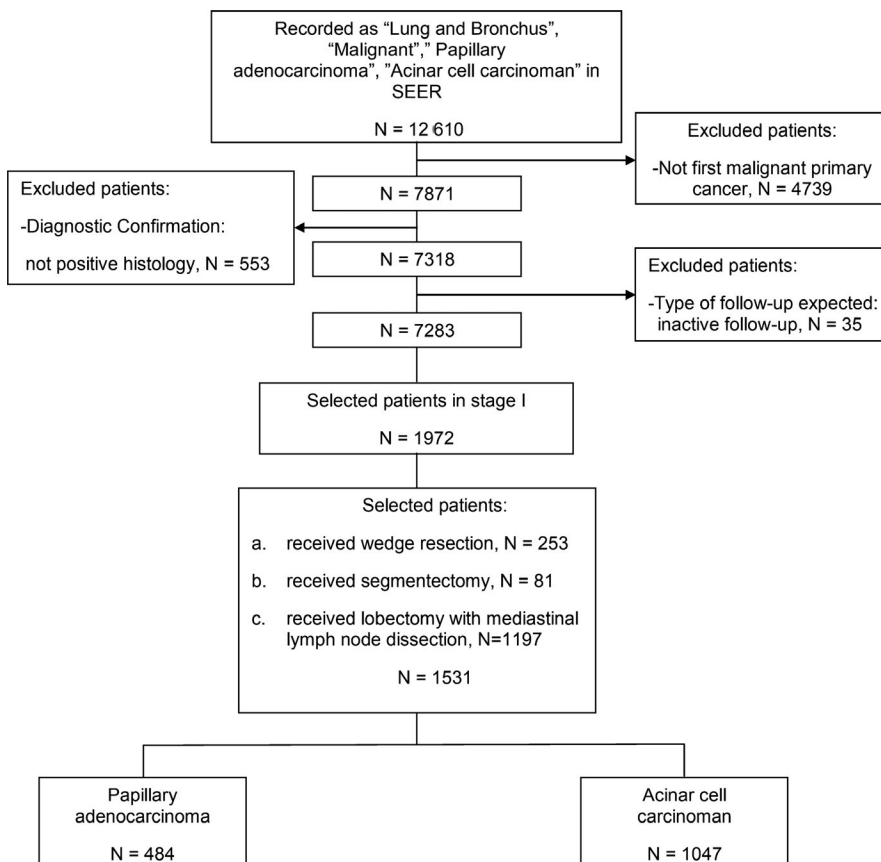 Recorded as “Lung and Bronchus”,
“Malignant”,” Papillary
adenocarcinoma”, ”Acinar cell carcinoman” in
SEER
N = 12 610
Excluded patients:
-Not first malignant primary
cancer, N = 4739
N = 7871
Excluded patients:
-Diagnostic Confirmation:
not positive histology, N = 553
N = 7318
Excluded patients:
-Type of follow-up expected:
inactive follow-up, N = 35
N = 7283
Selected patients in stage I
N = 1972
Selected patients:
a. received wedge resection, N = 253
b. received segmentectomy, N = 81
c. received lobectomy with mediastinal
lymph node dissection, N=1197
N = 1531
Papillary
adenocarcinoma
N = 484
Acinar cell
carcinoman
N = 1047